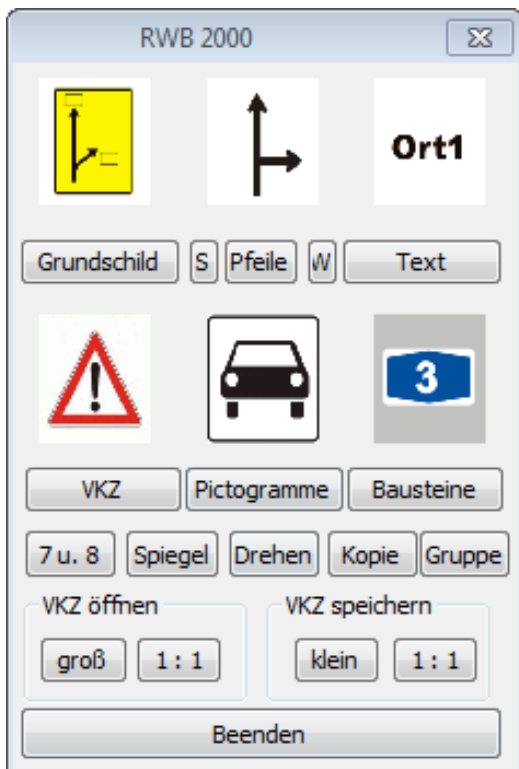 RWB 2000
Ort1
Grundschild S Pfeile W Text
3
VKZ Pictogramme Bausteine
7 u. 8 Spiegel Drehen Kopie Gruppe
VKZ öffnen VKZ speichern
groß 1 : 1 klein 1 : 1
Beenden